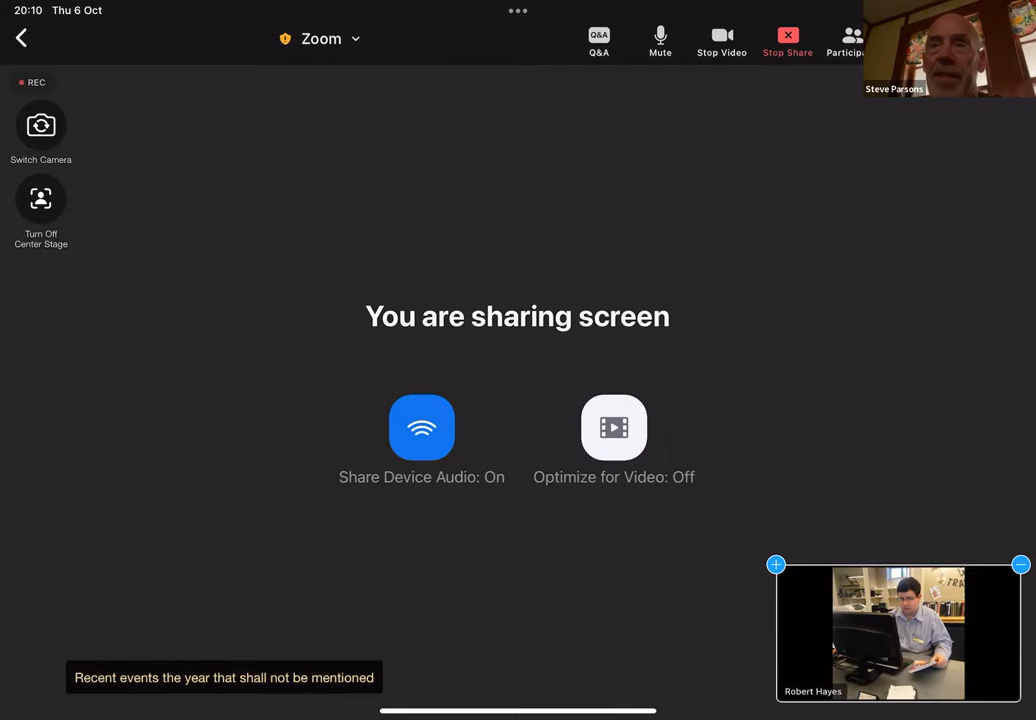 20:10 Thu 6 Oct
Zoom
Q&A
Q&A
Mute
Stop Video
Stop Share
Participa
Steve Parsons
REC
Switch Camera
Turn Off
Center Stage
You are sharing screen
Share Device Audio: On
Optimize for Video: Off
Recent events the year that shall not be mentioned
Robert Hayes